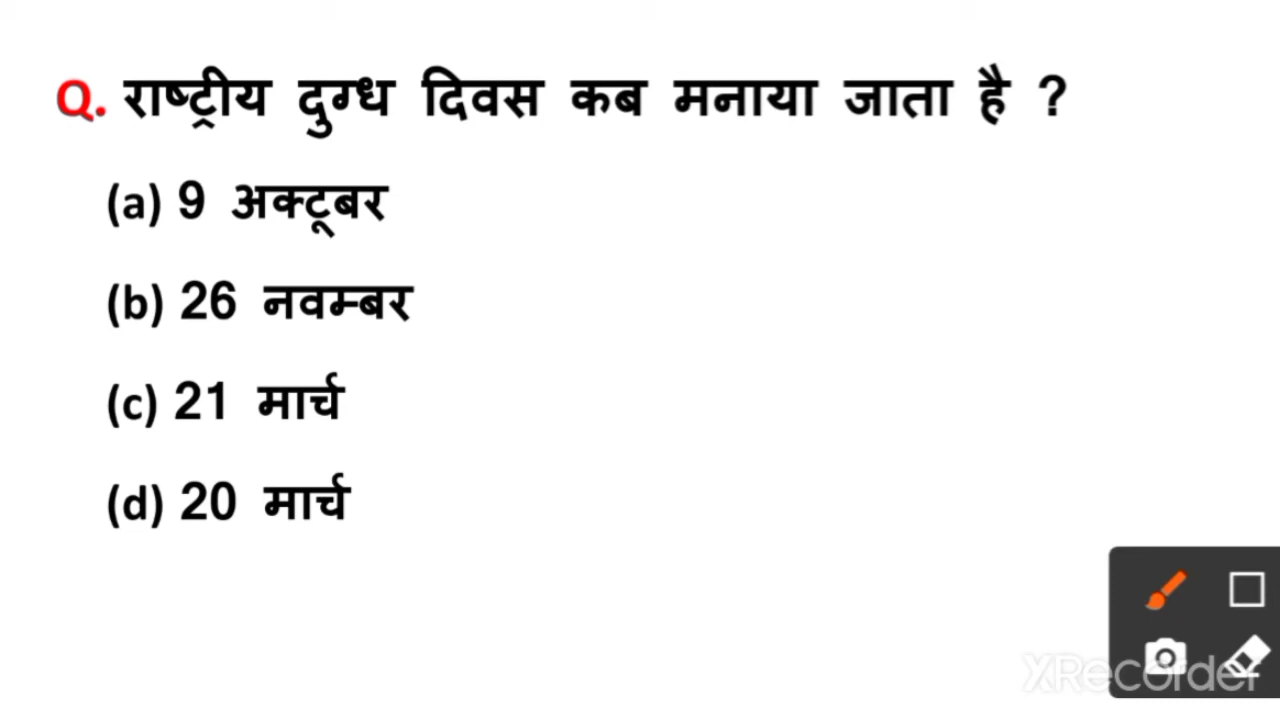 Q. राष्ट्रीय दुग्ध दिवस कब मनाया जाता है ?
(a) 9 अक्टूबर
(b) 26 नवम्बर
(c) 21 मार्च
(d) 20 मार्च
XRecorder